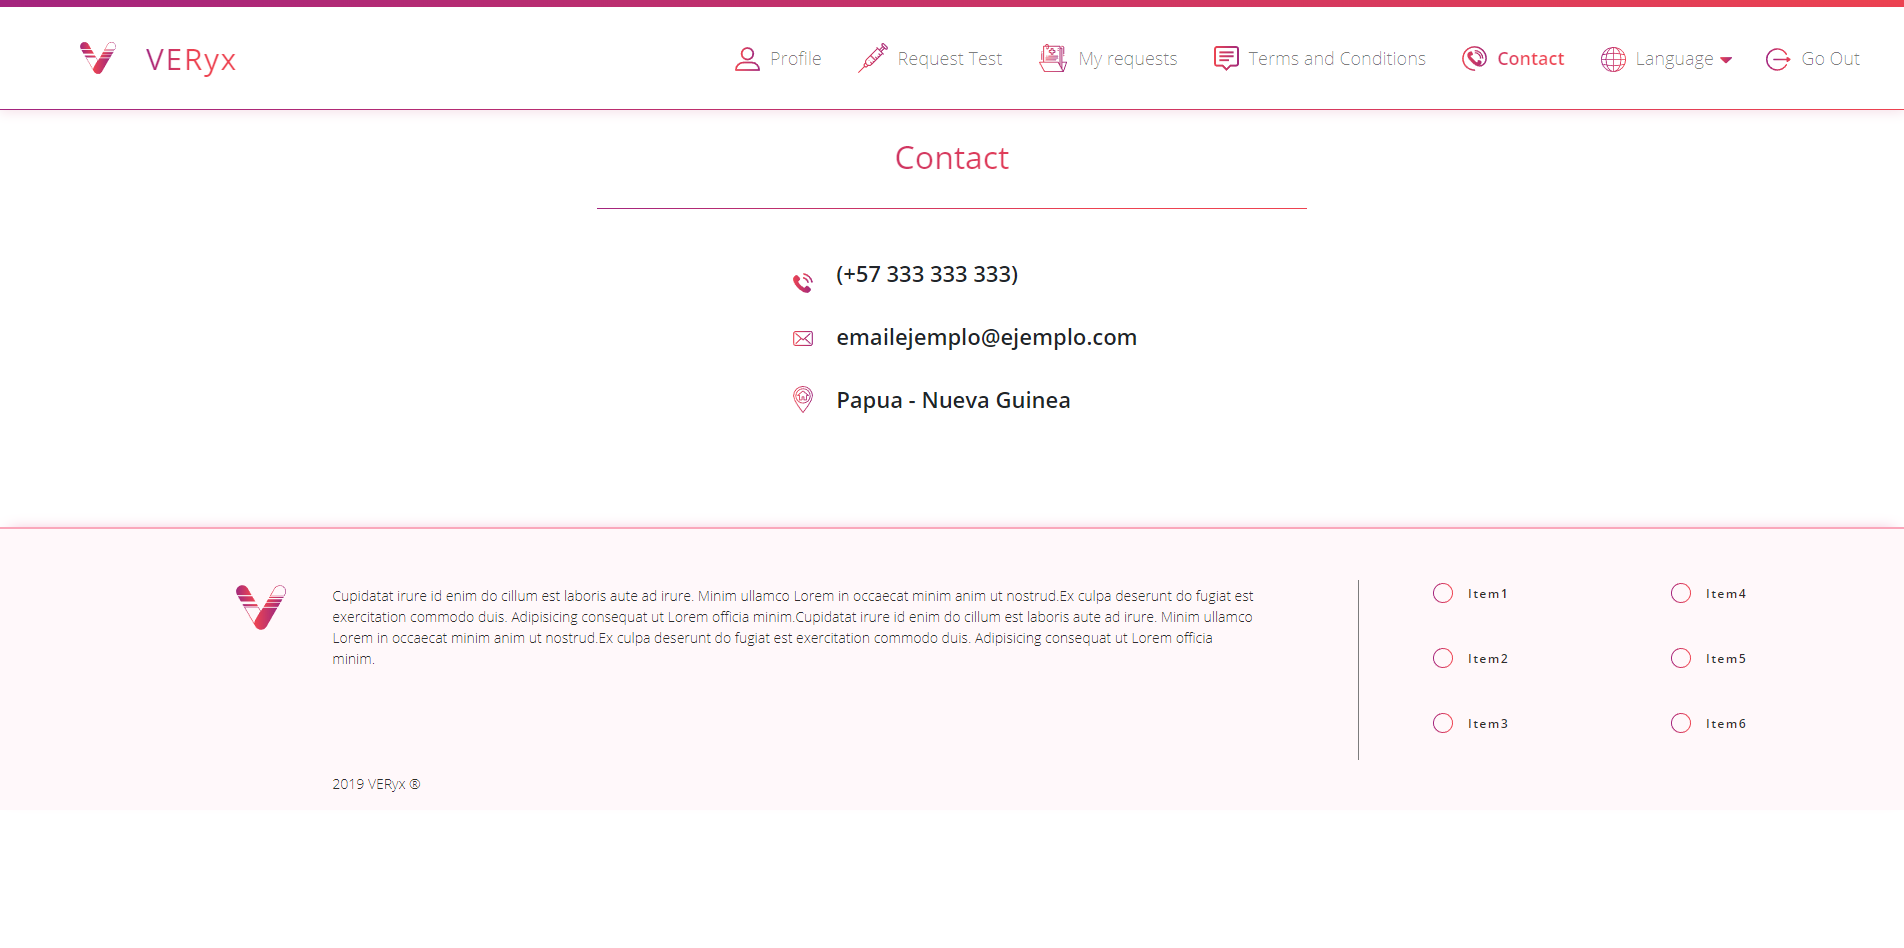 VERyx
Profile
Request Test
My requests
Terms and Conditions
Contact
Language
Go Out
Contact
(+57 333 333 333)
emailejemplo@ejemplo.com
Papua - Nueva Guinea
Cupidatat irure id enim do cillum est laboris aute ad irure. Minim ullamco Lorem in occaecat minim anim ut nostrud.Ex culpa deserunt do fugiat est
exercitation commodo duis. Adipisicing consequat ut Lorem officia minim.Cupidatat irure id enim do cillum est laboris aute ad irure. Minim ullamco
Lorem in occaecat minim anim ut nostrud.Ex culpa deserunt do fugiat est exercitation commodo duis. Adipisicing consequat ut Lorem officia
minim.
2019 VERyx ®
Item1
Item2
Item3
Item4
Item5
Item6